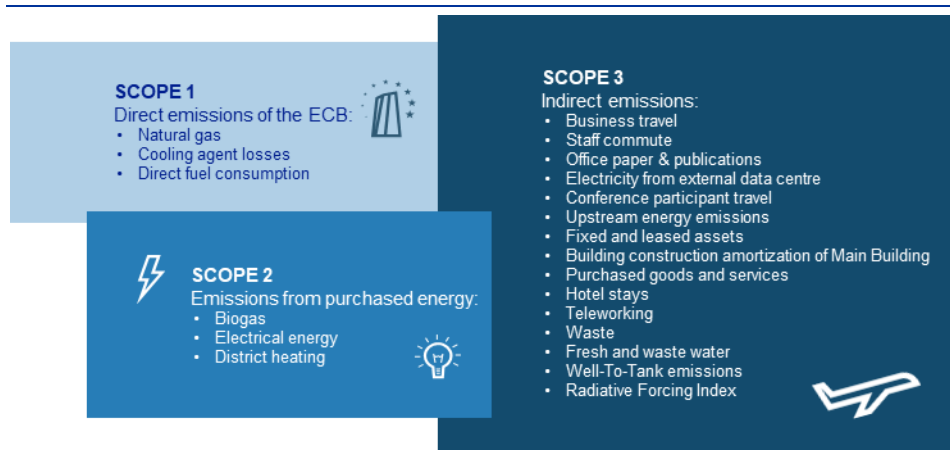 SCOPE 1
Direct emissions of the ECB:
• Natural gas
• Cooling agent losses
• Direct fuel consumption
SCOPE 2
Emissions from purchased energy:
• Biogas
• Electrical energy
• District heating
SCOPE 3
Indirect emissions:
• Business travel
• Staff commute
• Office paper & publications
• Electricity from external data centre
• Conference participant travel
• Upstream energy emissions
• Fixed and leased assets
• Building construction amortization of Main Building
• Purchased goods and services
• Hotel stays
• Teleworking
• Waste
• Fresh and waste water
• Well-To-Tank emissions
• Radiative Forcing Index